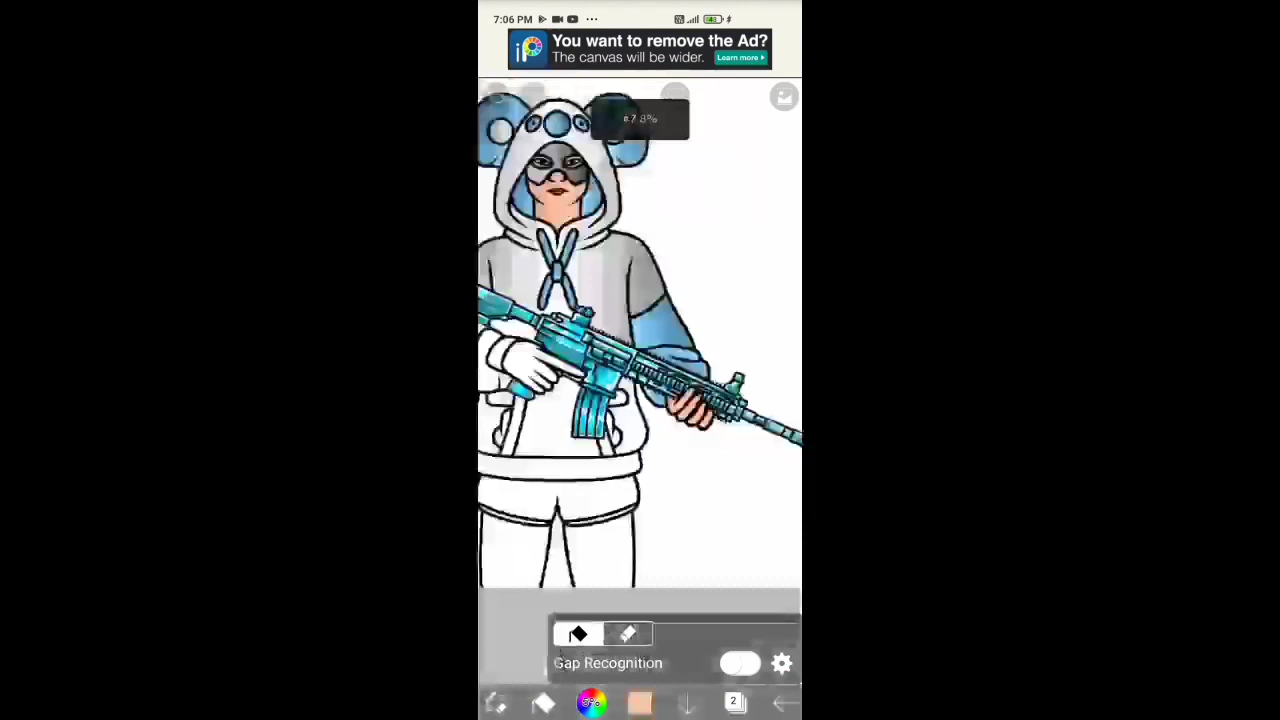 7:06 PM
iP You want to remove the Ad?
The canvas will be wider. Learn more
Gap Recognition
2